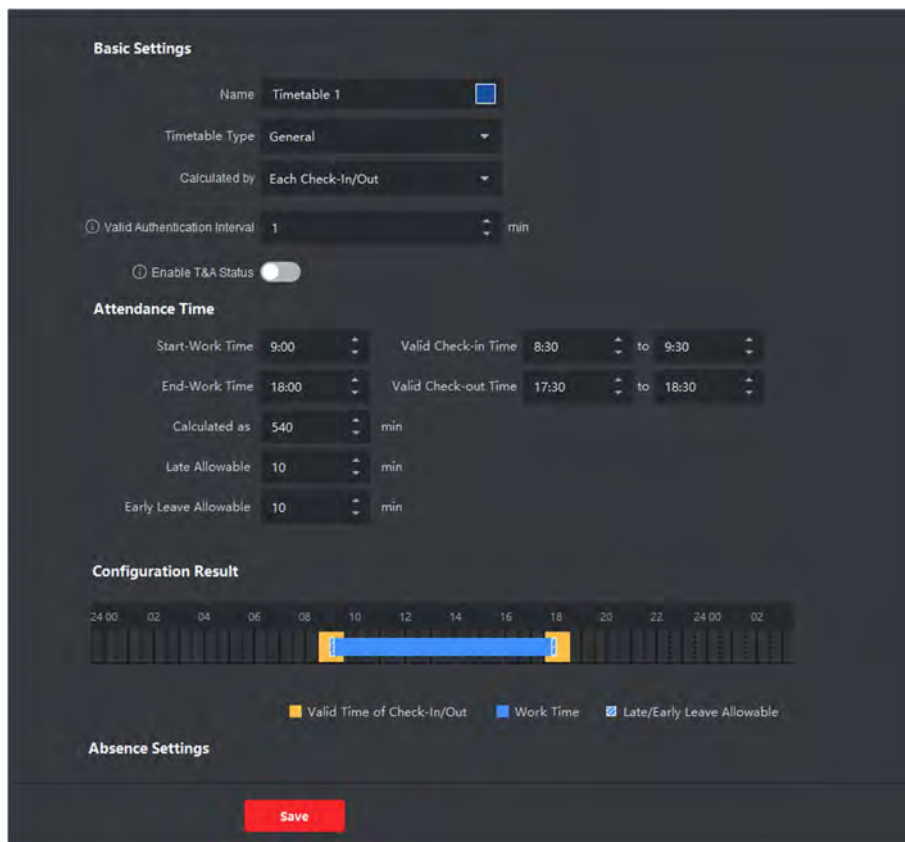 Basic Settings
Name Timetable 1
Timetable Type General
Calculated by Each Check-In/Out
Valid Authentication Interval 1 min
Enable T&A Status
Attendance Time
Start-Work Time 9:00 Valid Check-in Time 8:30 to 9:30
End-Work Time 18:00 Valid Check-out Time 17:30 to 18:30
Calculated as 540 min
Late Allowable 10 min
Early Leave Allowable 10 min
Configuration Result
24 00 02 04 06 08 10 12 14 16 18 20 22 24 00 02
Valid Time of Check-In/Out Work Time Late/Early Leave Allowable
Absence Settings
Save